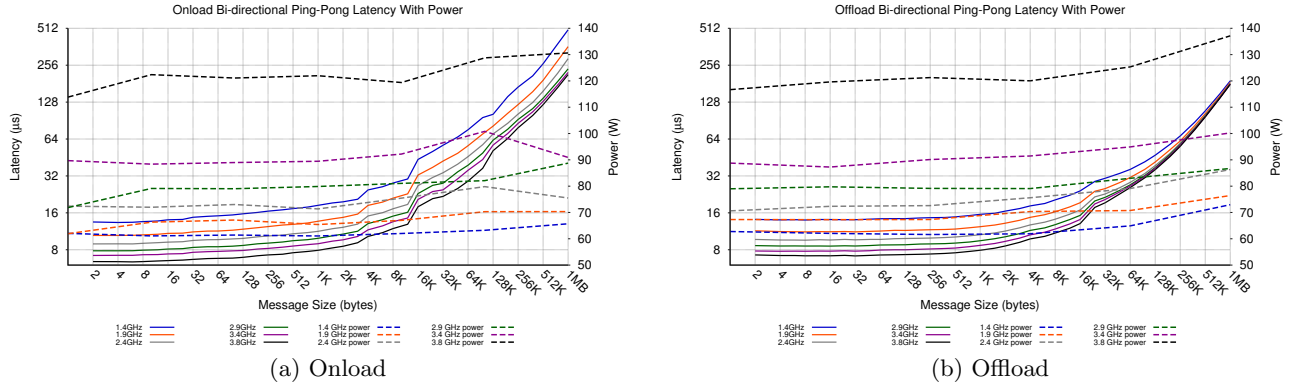 Onload Bi-directional Ping-Pong Latency With Power
512
256
128
64
32
16
8
Latency (µs)
140
130
120
110
100
90
80
70
60
50
Power (W)
2
4
8
16
32
64
128
256
512
1K
2K
4K
8K
16K
32K
64K
128K
256K
512K
1MB
Message Size (bytes)
1.4GHz
1.9GHz
2.4GHz
2.9GHz
3.4GHz
3.8GHz
1.4 GHz power
1.9 GHz power
2.4 GHz power
2.9 GHz power
3.4 GHz power
3.8 GHz power
(a) Onload
Offload Bi-directional Ping-Pong Latency With Power
512
256
128
64
32
16
8
Latency (µs)
140
130
120
110
100
90
80
70
60
50
Power (W)
2
4
8
16
32
64
128
256
512
1K
2K
4K
8K
16K
32K
64K
128K
256K
512K
1MB
Message Size (bytes)
1.4GHz
1.9GHz
2.4GHz
2.9GHz
3.4GHz
3.8GHz
1.4 GHz power
1.9 GHz power
2.4 GHz power
2.9 GHz power
3.4 GHz power
3.8 GHz power
(b) Offload